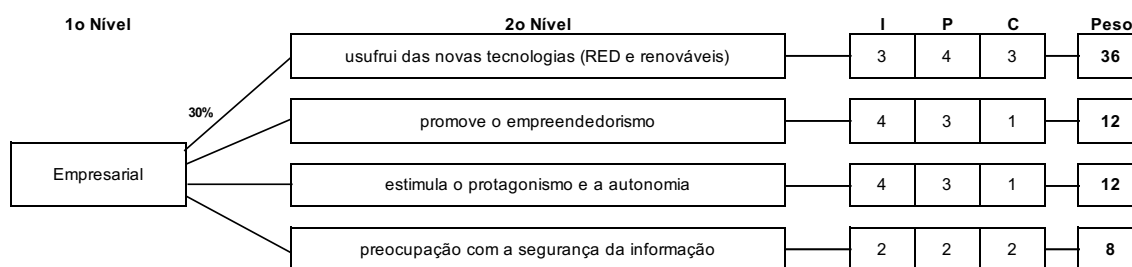 1o Nível 2o Nível I P C Peso
usufrui das novas tecnologias (RED e renováveis) 3 4 3 36
30%
promove o empreendedorismo 4 3 1 12
Empresarial
estimula o protagonismo e a autonomia 4 3 1 12
preocupação com a segurança da informação 2 2 2 8